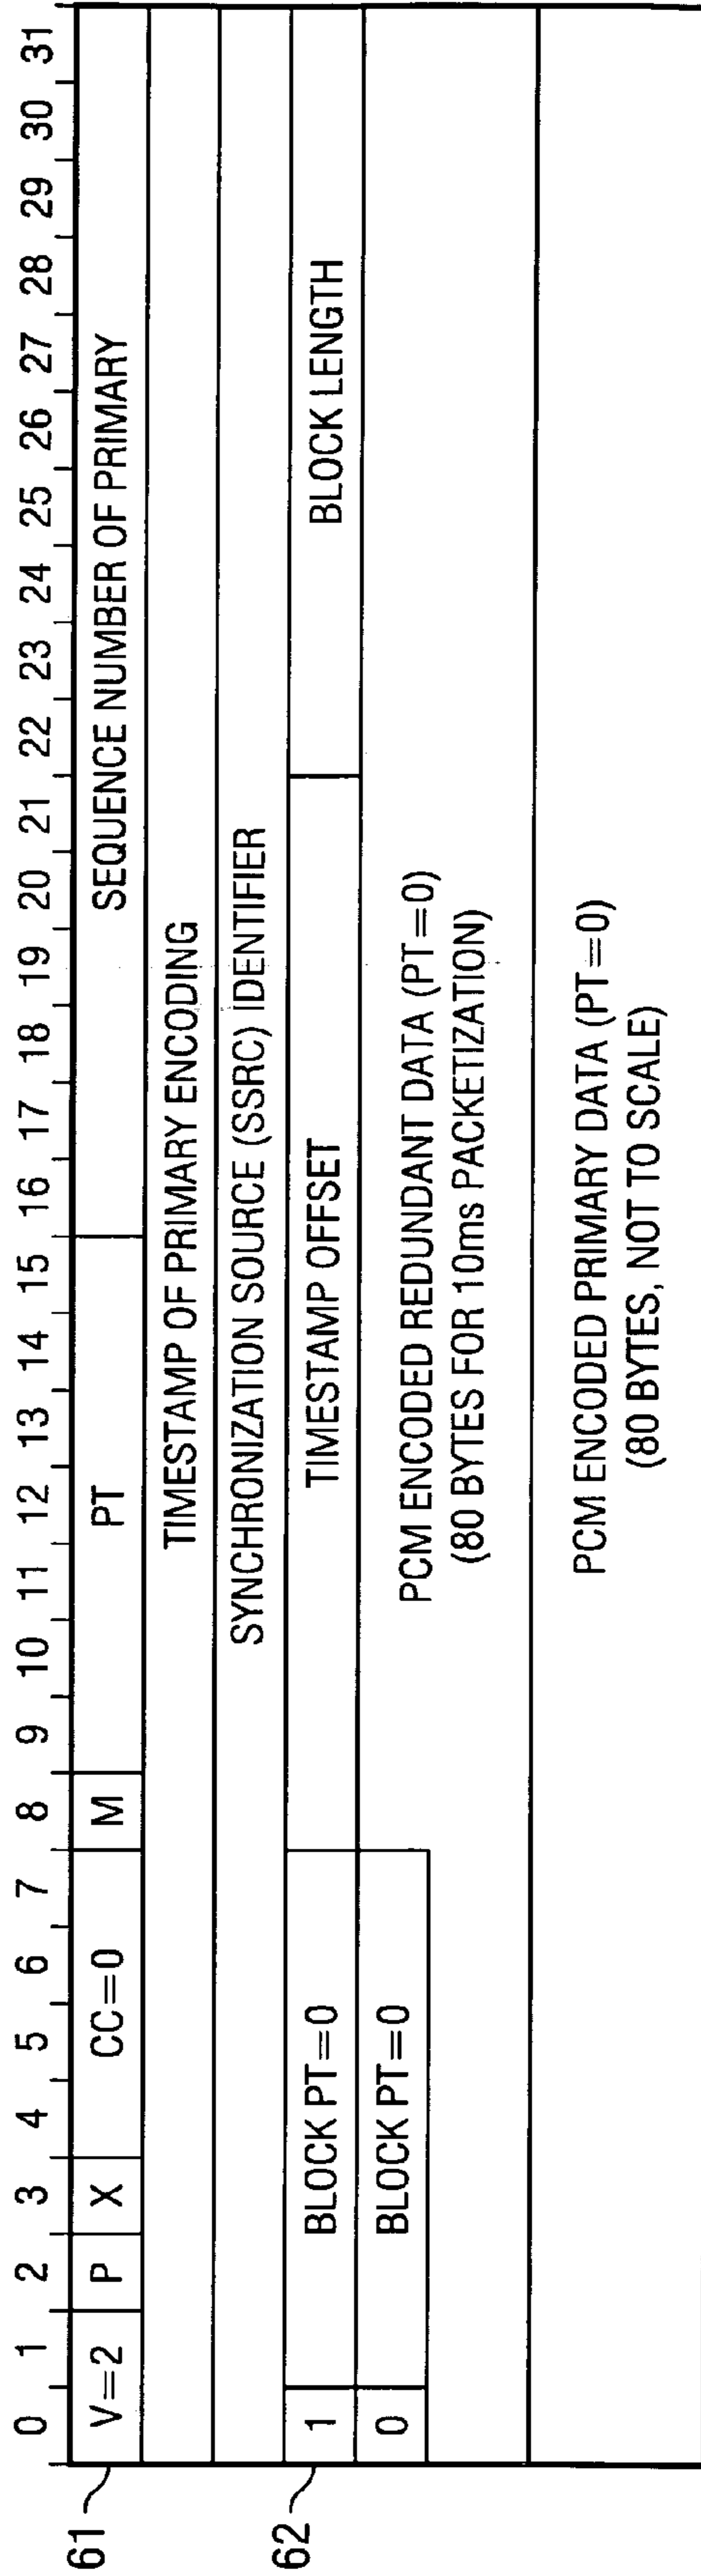 0 1 2 3 4 5 6 7 8 9 10 11 12 13 14 15 16 17 18 19 20 21 22 23 24 25 26 27 28 29 30 31
61 V=2 P X CC=0 M PT SEQUENCE NUMBER OF PRIMARY
TIMESTAMP OF PRIMARY ENCODING
SYNCHRONIZATION SOURCE (SSRC) IDENTIFIER
62 1 BLOCK PT=0 TIMESTAMP OFFSET BLOCK LENGTH
0 BLOCK PT=0
PCM ENCODED REDUNDANT DATA (PT=0)
(80 BYTES FOR 10ms PACKETIZATION)
PCM ENCODED PRIMARY DATA (PT=0)
(80 BYTES, NOT TO SCALE)